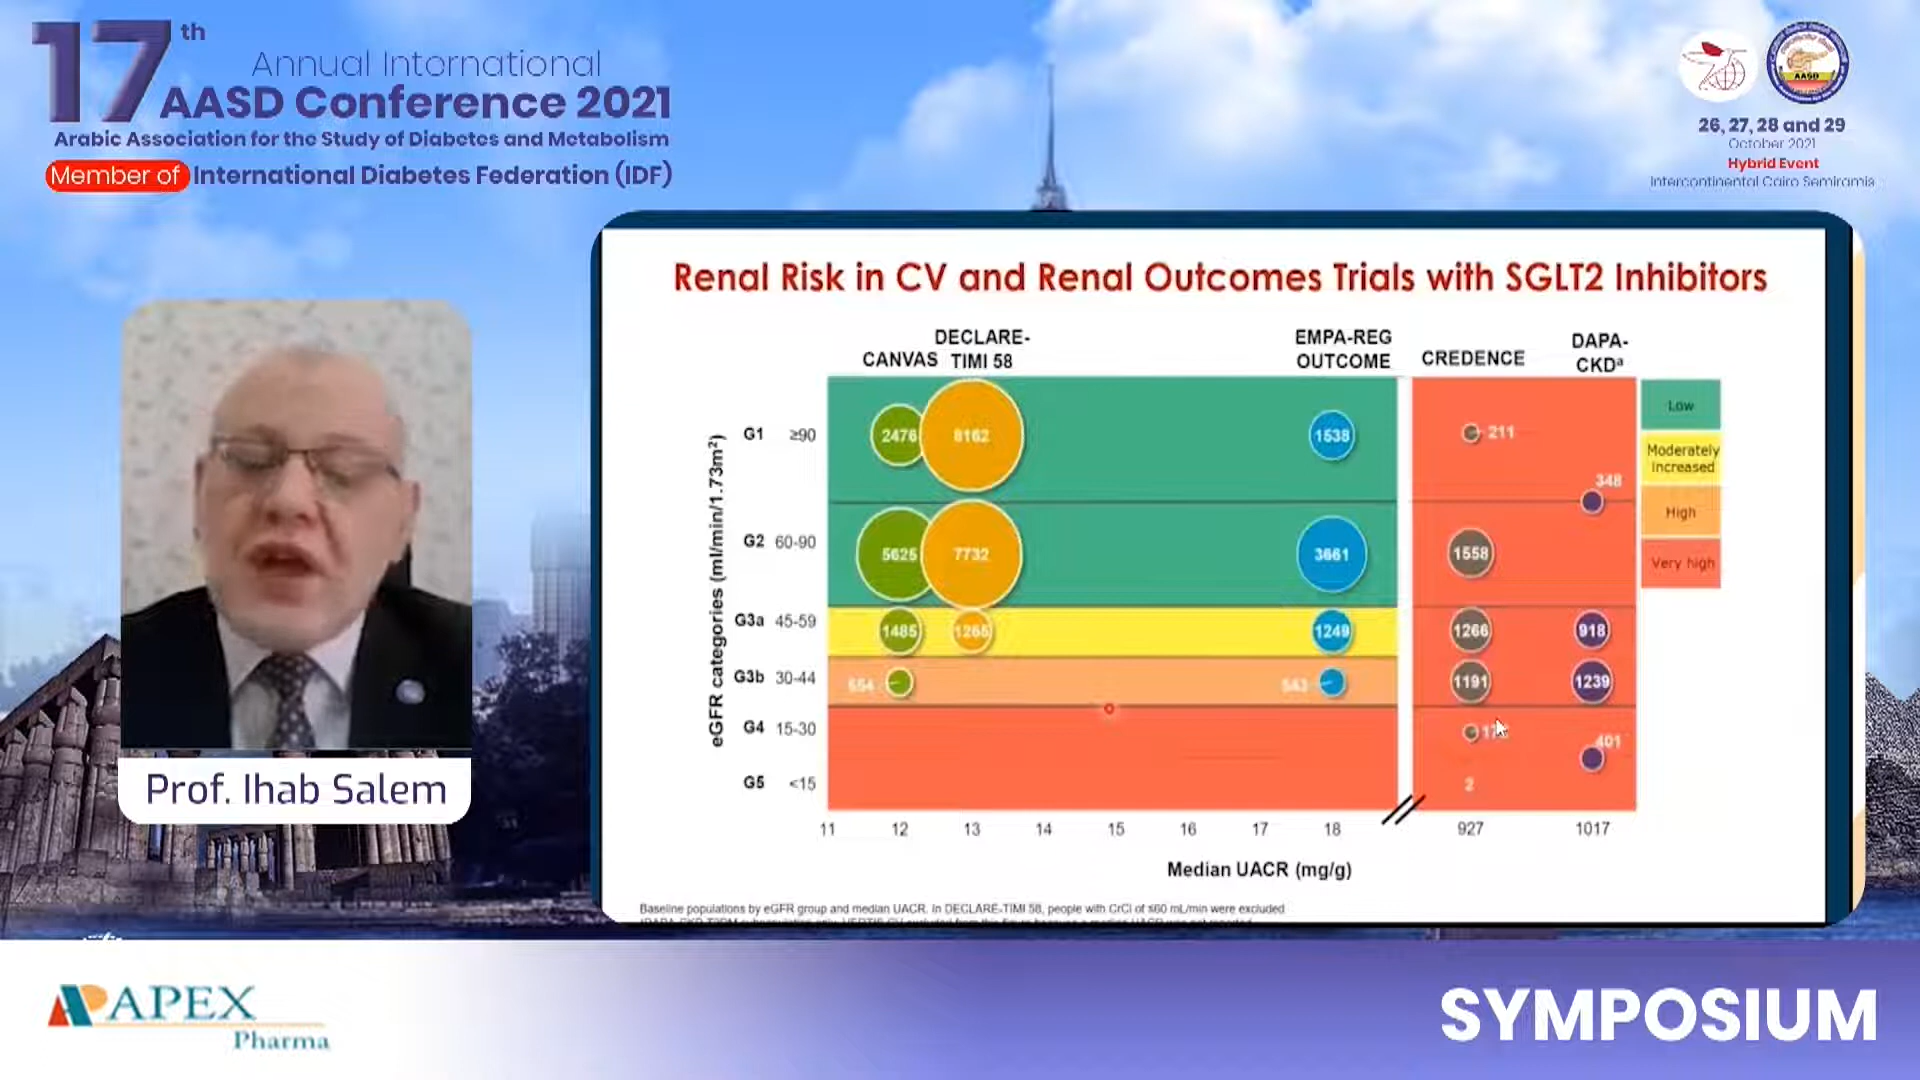 17th
Annual International
AASD Conference 2021
Arabic Association for the Study of Diabetes and Metabolism
Member of International Diabetes Federation (IDF)
AASD
26, 27, 28 and 29
October 2021
Hybrid Event
Intercontinental Cairo Semiramis
Renal Risk in CV and Renal Outcomes Trials with SGLT2 Inhibitors
CANVAS
DECLARE-
TIMI 58
EMPA-REG
OUTCOME
CREDENCE
DAPA-
CKDª
eGFR categories (ml/min/1.73m²)
G1 ≥90
2476
8162
1538
211
348
G2 60-90
5625
7732
3661
1558
G3a 45-59
1485
1265
1249
1266
918
G3b 30-44
654
543
1191
1239
G4 15-30
401
G5 <15
2
Low
Moderately
increased
High
Very high
11 12 13 14 15 16 17 18 927 1017
Median UACR (mg/g)
Baseline populations by eGFR group and median UACR. In DECLARE-TIMI 58, people with CrCl of ≤60 mL/min were excluded
Prof. Ihab Salem
APEX
Pharma
SYMPOSIUM